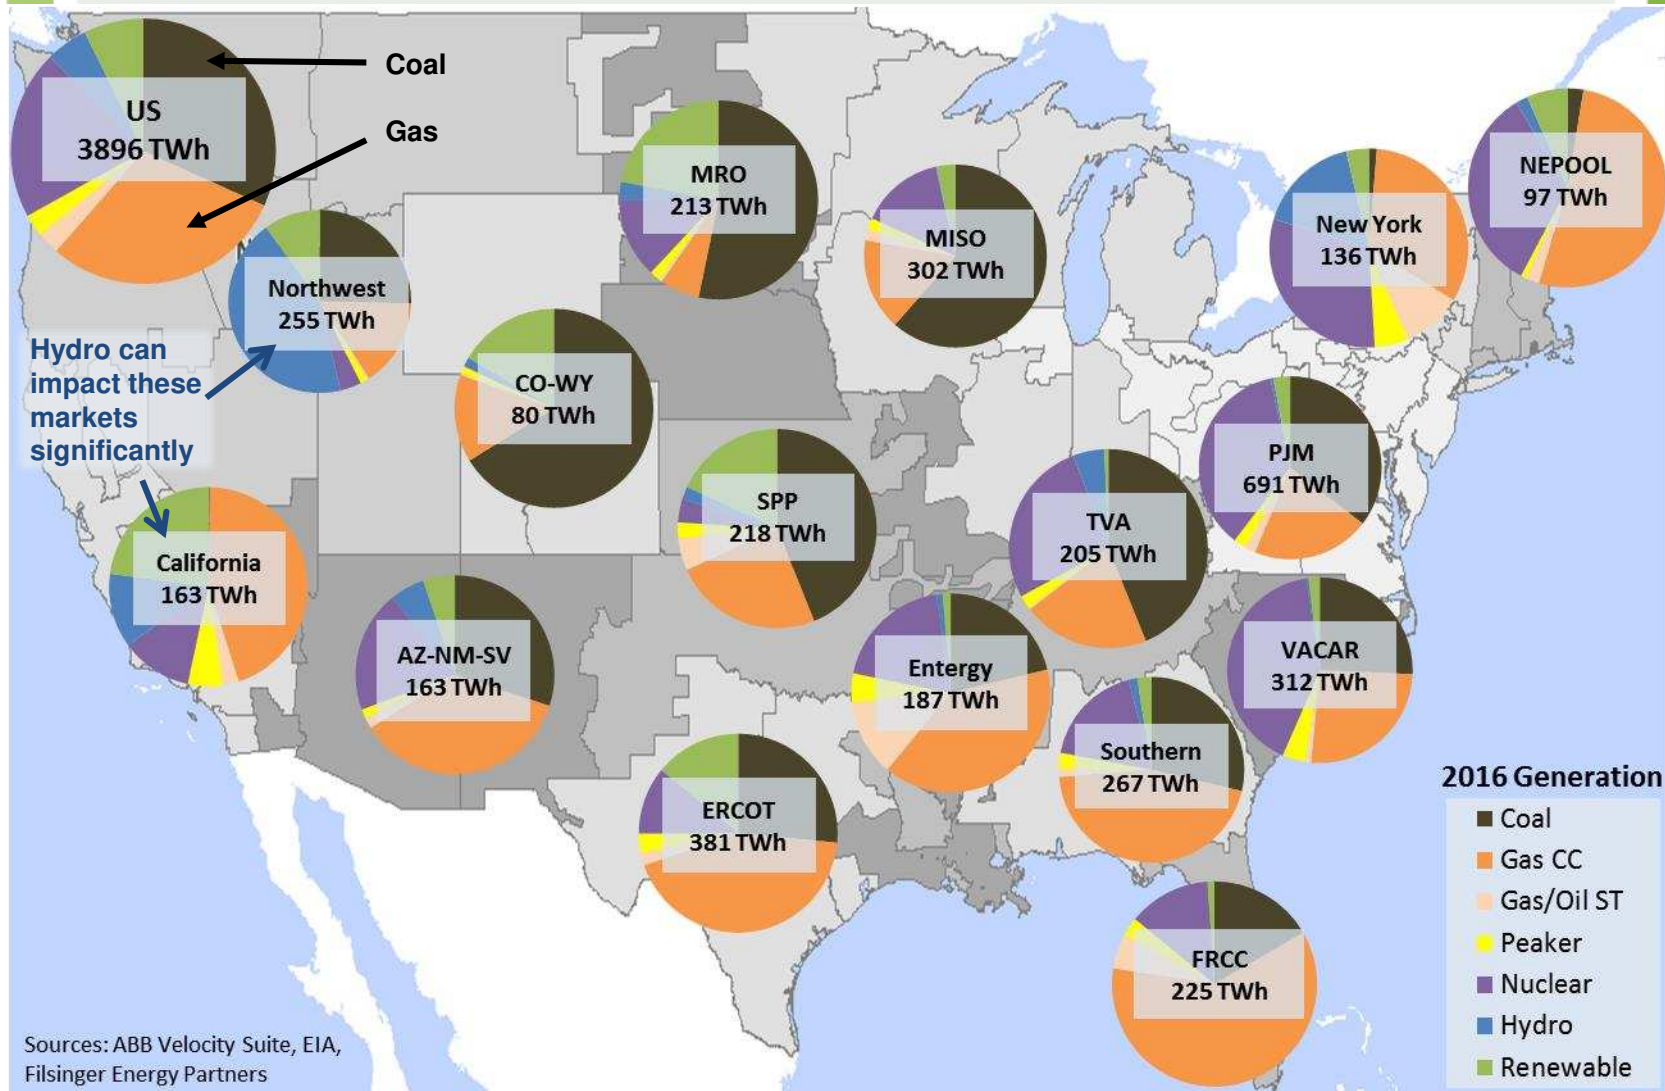 Coal
Gas
US
3896 TWh
MRO
213 TWh
MISO
302 TWh
New York
136 TWh
NEPOOL
97 TWh
Northwest
255 TWh
Hydro can
impact these
markets
significantly
CO-WY
80 TWh
PJM
691 TWh
SPP
218 TWh
TVA
205 TWh
California
163 TWh
AZ-NM-SV
163 TWh
Entergy
187 TWh
VACAR
312 TWh
Southern
267 TWh
ERCOT
381 TWh
FRCC
225 TWh
2016 Generation
Coal
Gas CC
Gas/Oil ST
Peaker
Nuclear
Hydro
Renewable
Sources: ABB Velocity Suite, EIA,
Filsinger Energy Partners